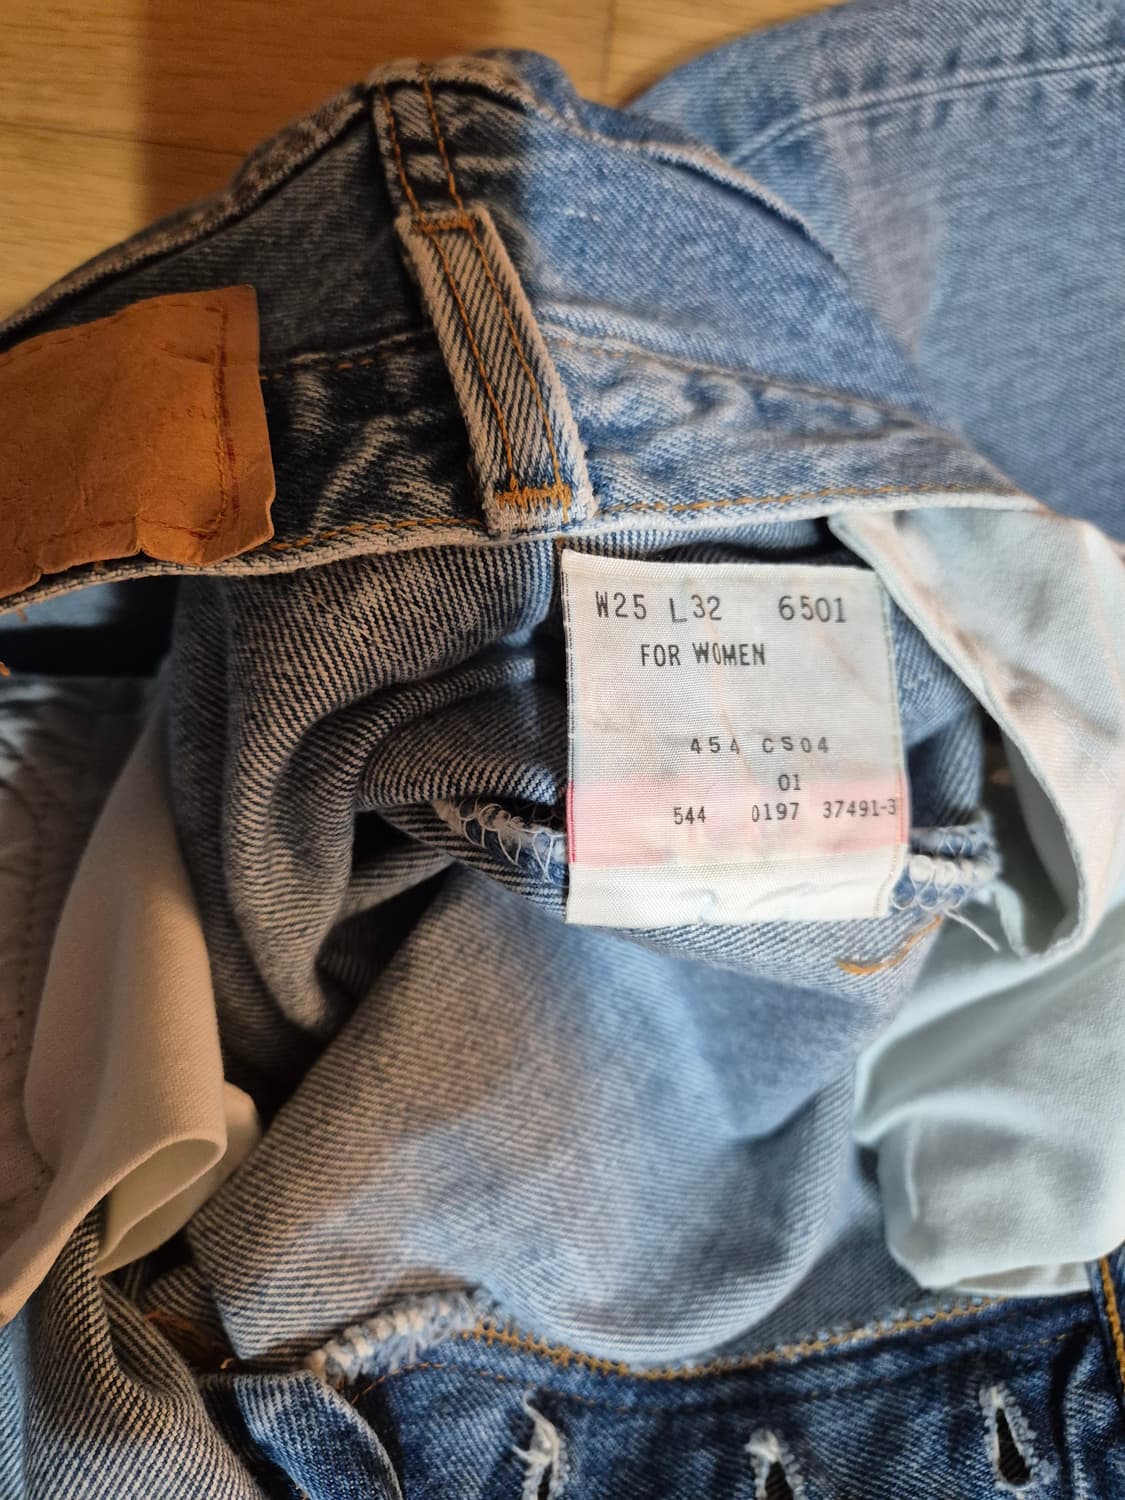 W25 L32 6501
FOR WOMEN
454 CS04
01
544 0197 37491-3